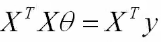 X^T Xθ = X^T y